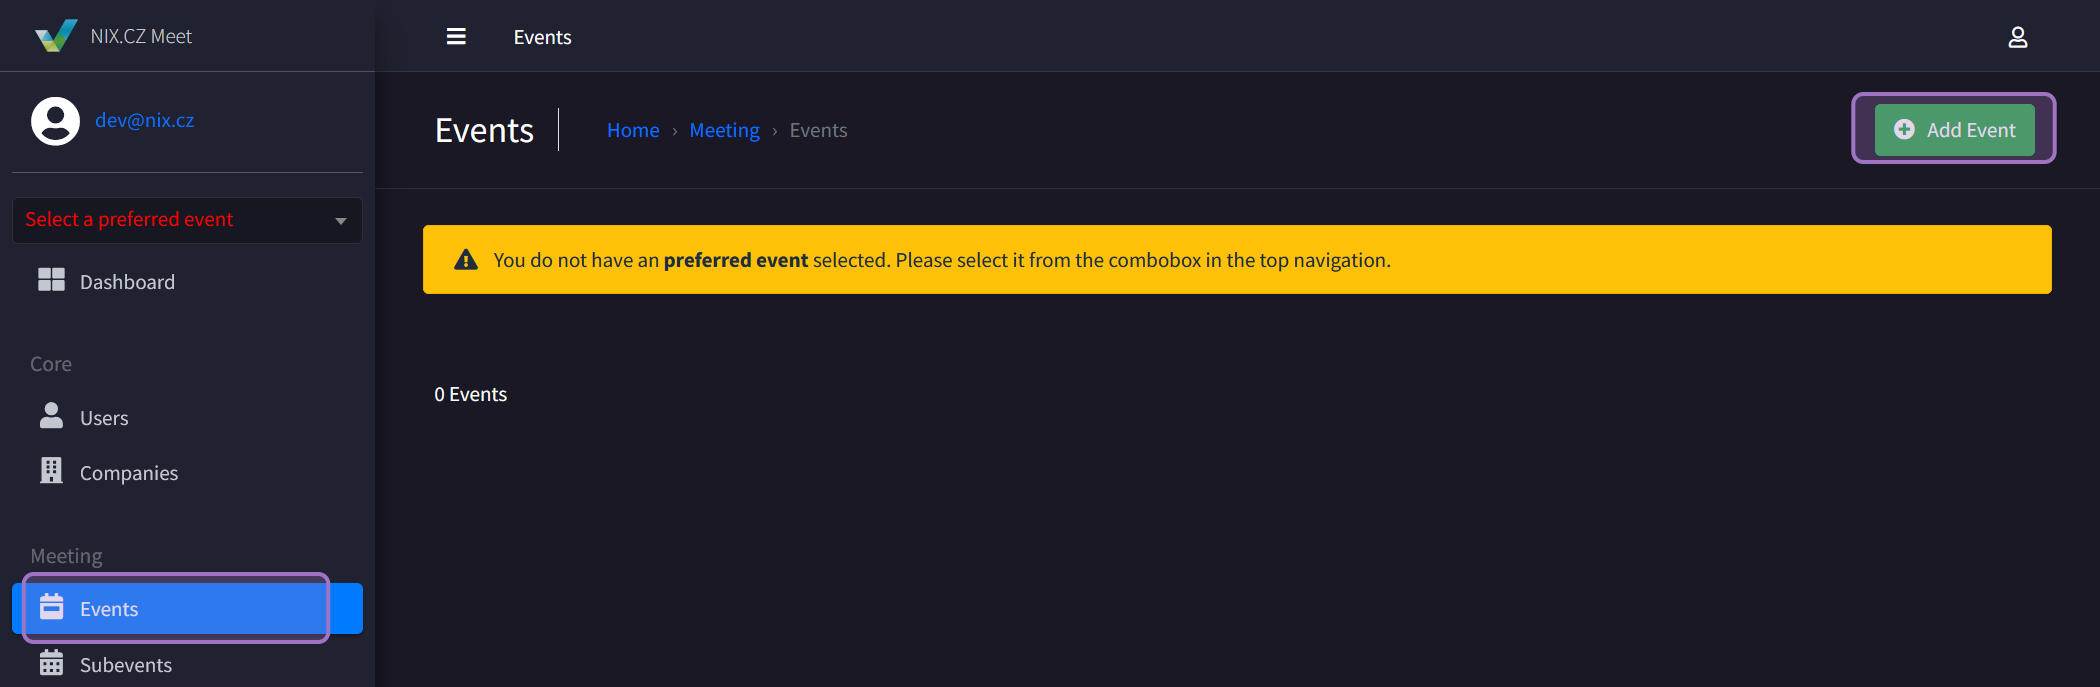 NIX.CZ Meet
Events
dev@nix.cz
Events
Home › Meeting › Events
Add Event
Select a preferred event
You do not have an preferred event selected. Please select it from the combobox in the top navigation.
Dashboard
Core
0 Events
Users
Companies
Meeting
Events
Subevents